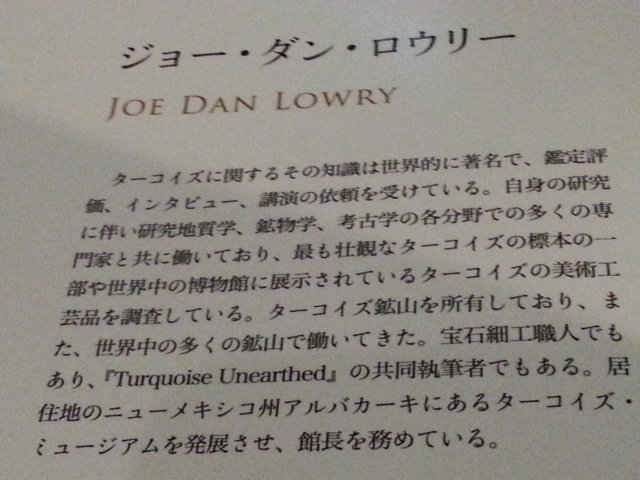 ジョー・ダン・ロウリー
JOE DAN LOWRY
ターコイズに関するその知識は世界的に著名で、鑑定評
価、インタビュー、講演の依頼を受けている。自身の研究
に伴い研究地質学、鉱物学、考古学の各分野での多くの専
門家と共に働いており、最も壮観なターコイズの標本の一
部や世界中の博物館に展示されているターコイズの美術工
芸品を調査している。ターコイズ鉱山を所有しており、ま
た、世界中の多くの鉱山で働いてきた。宝石細工職人でも
あり、『Turquoise Unearthed』の共同執筆者でもある。居
住地のニューメキシコ州アルバカーキにあるターコイズ・
ミュージアムを発展させ、館長を務めている。